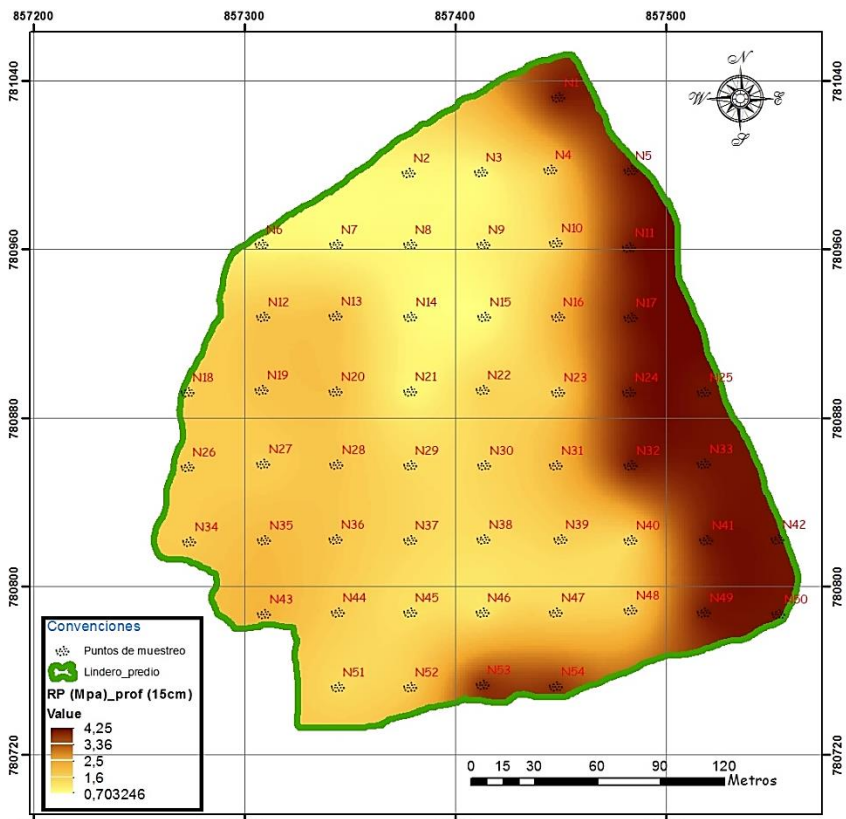 857200 857300 857400 857500
N
W E
S
781040 781040
N1
N2 N3 N4 N5
N6 N7 N8 N9 N10 N11
780960 780960
N12 N13 N14 N15 N16 N17
N18 N19 N20 N21 N22 N23 N24 N25
780880 780880
N26 N27 N28 N29 N30 N31 N32 N33
N34 N35 N36 N37 N38 N39 N40 N41 N42
780800 780800
N43 N44 N45 N46 N47 N48 N49 N50
N51 N52 N53 N54
780720 780720
Convenciones
Puntos de muestreo
Lindero_predio
RP (Mpa)_prof (15cm)
Value
4,25
3,36
2,5
1,6
0,703246
0 15 30 60 90 120
Metros